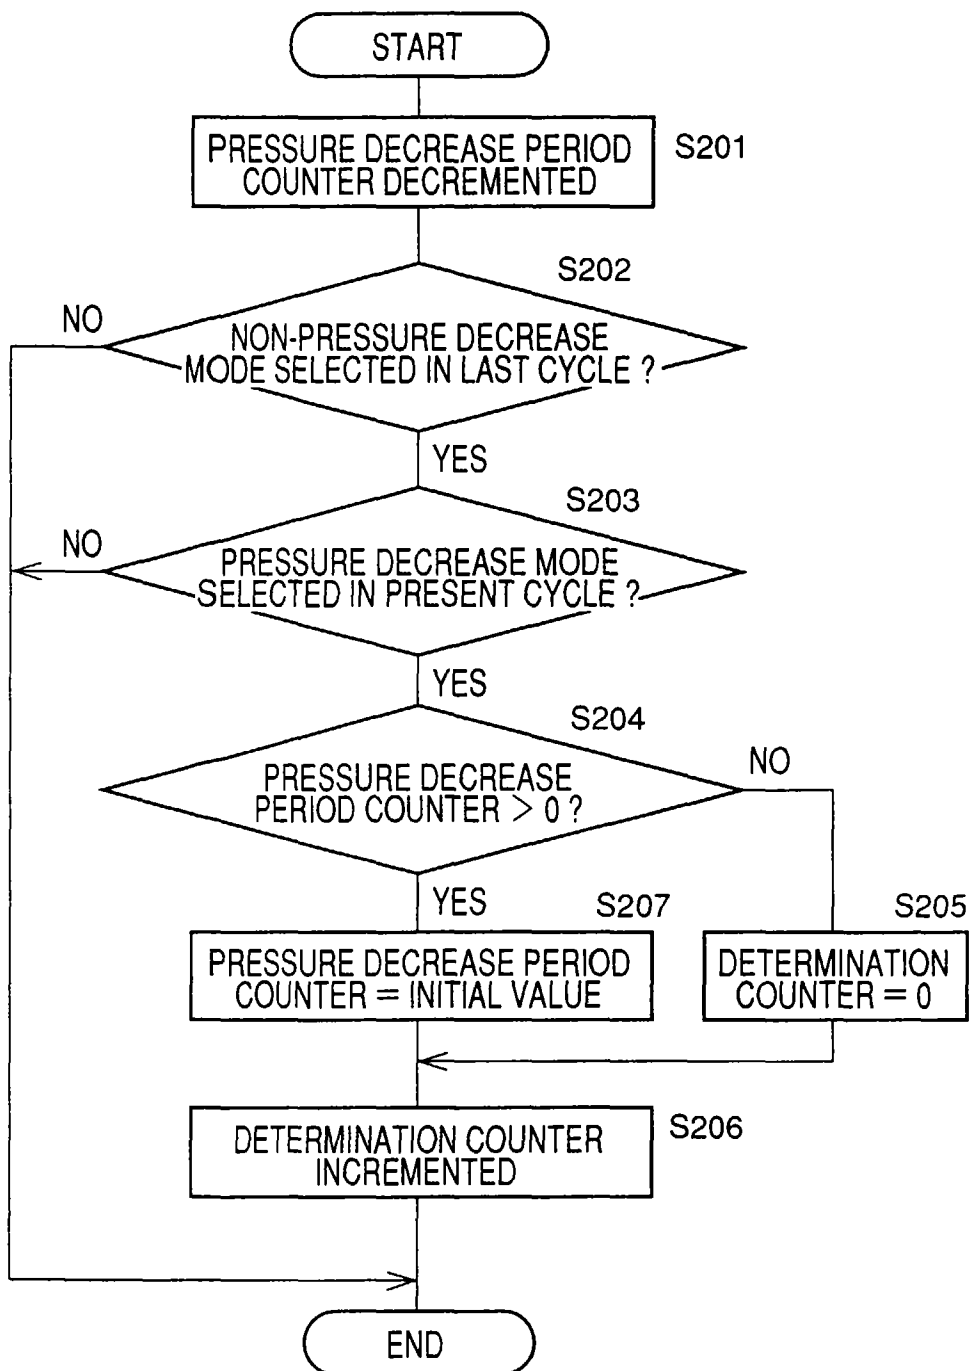 START
PRESSURE DECREASE PERIOD
COUNTER DECREMENTED
S201
S202
NO
NON-PRESSURE DECREASE
MODE SELECTED IN LAST CYCLE ?
YES
S203
NO
PRESSURE DECREASE MODE
SELECTED IN PRESENT CYCLE ?
YES
S204
NO
PRESSURE DECREASE
PERIOD COUNTER > 0 ?
YES
S207
S205
PRESSURE DECREASE PERIOD
COUNTER = INITIAL VALUE
DETERMINATION
COUNTER = 0
DETERMINATION COUNTER
INCREMENTED
S206
END